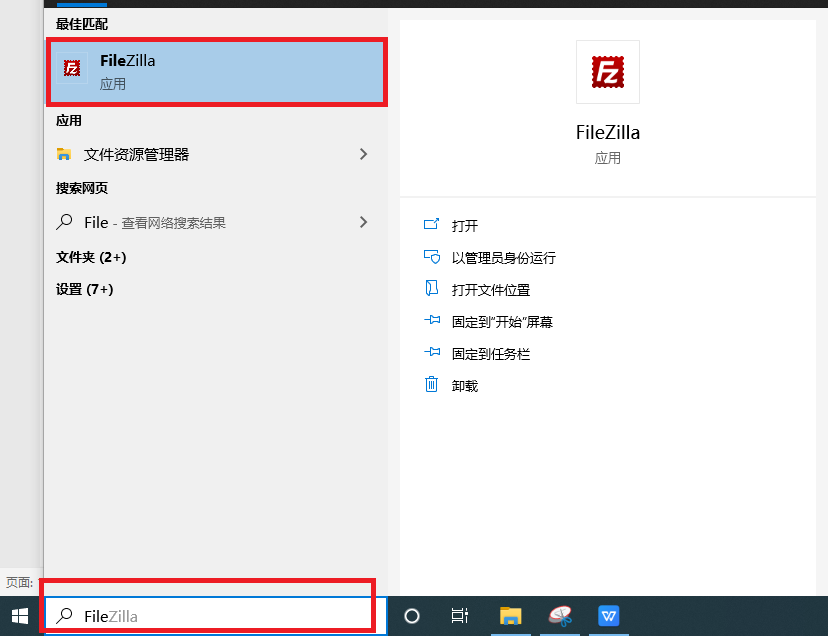 最佳匹配
FileZilla
应用
应用
文件资源管理器
搜索网页
File - 查看网络搜索结果
文件夹 (2+)
设置 (7+)
FileZilla
应用
打开
以管理员身份运行
打开文件位置
固定到"开始"屏幕
固定到任务栏
卸载
页面:
FileZilla